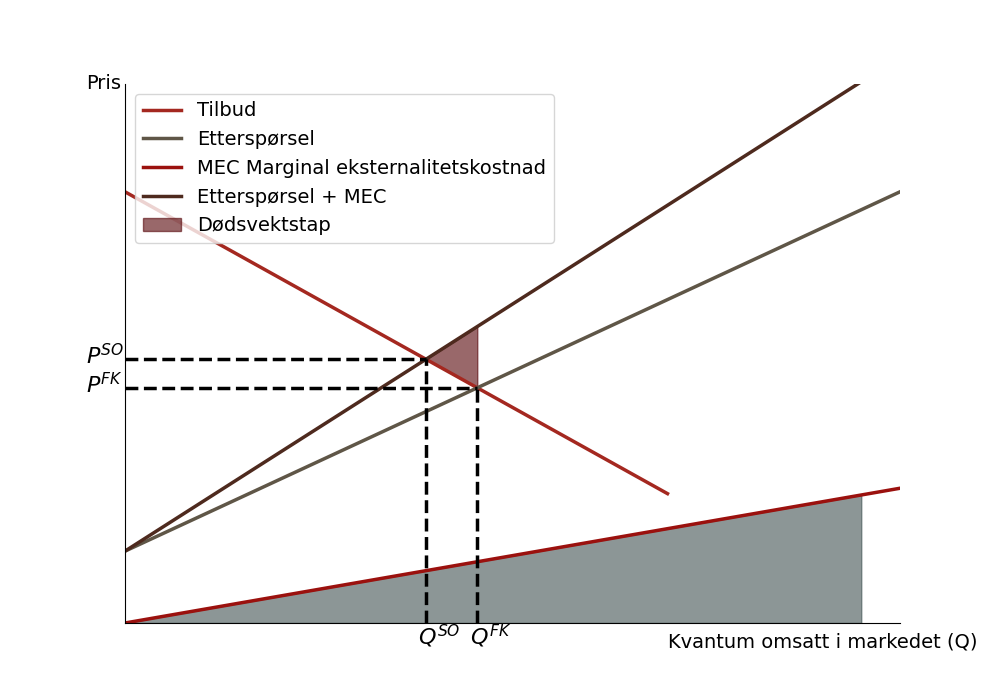 Pris
Tilbud
Etterspørsel
MEC Marginal eksternalitetskostnad
Etterspørsel + MEC
Dødsvektstap
P^{SO}
P^{FK}
Q^{SO} Q^{FK}
Kvantum omsatt i markedet (Q)